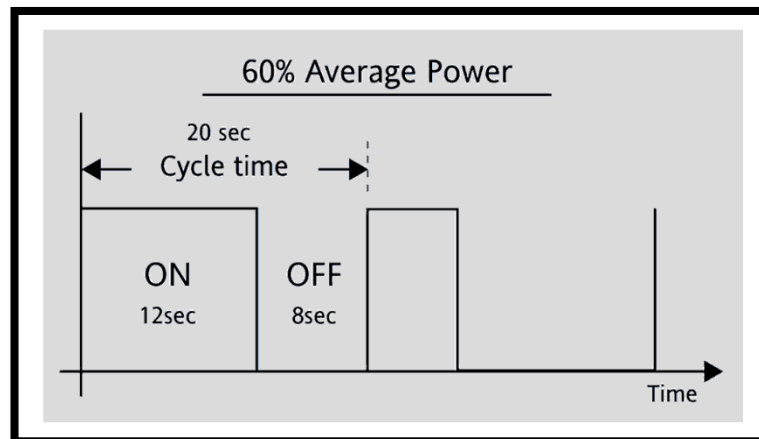 60% Average Power
20 sec
Cycle time
ON
OFF
12sec
8sec
Time